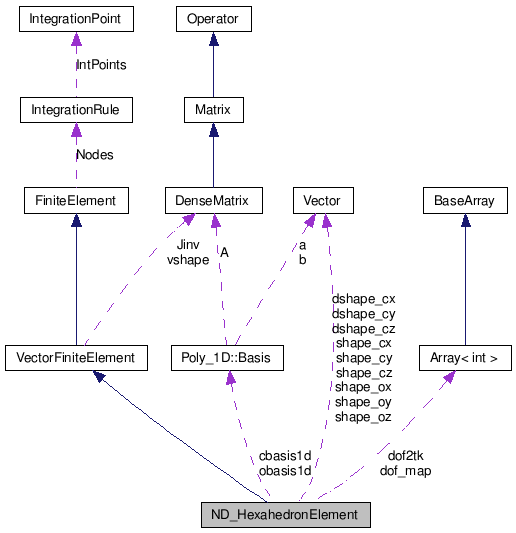 IntegrationPoint
Operator
IntPoints
IntegrationRule
Matrix
Nodes
FiniteElement
DenseMatrix
Vector
BaseArray
Jinv
vshape
A
a
b
dshape_cx
dshape_cy
dshape_cz
shape_cx
shape_cy
shape_cz
shape_ox
shape_oy
shape_oz
VectorFiniteElement
Poly_1D::Basis
Array< int >
cbasis1d
obasis1d
dof2tk
dof_map
ND_HexahedronElement